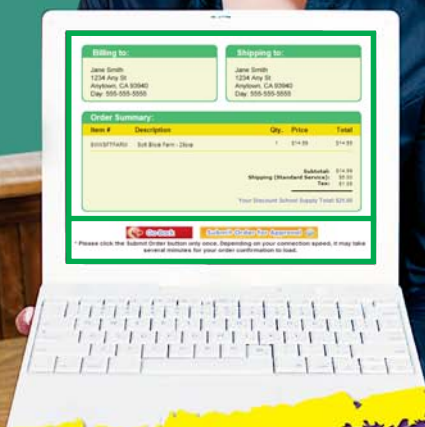 Billing to:
Jane Smith
1234 Any St
Anytown, CA 93940
Day: 555-555-5555
Shipping to:
Jane Smith
1234 Any St
Anytown, CA 93940
Day: 555-555-5555
Order Summary:
Item # Description Qty. Price Total
Soft Brick Farm - 1 $14.99 $14.99
Subtotal: $14.99
Shipping (Standard Service):
Tax:
Your Discount School Supply Total:
Go Back Submit Order for Approval
* Please click the Submit Order button only once. Depending on your connection speed, it may take
several minutes for your order confirmation to load.